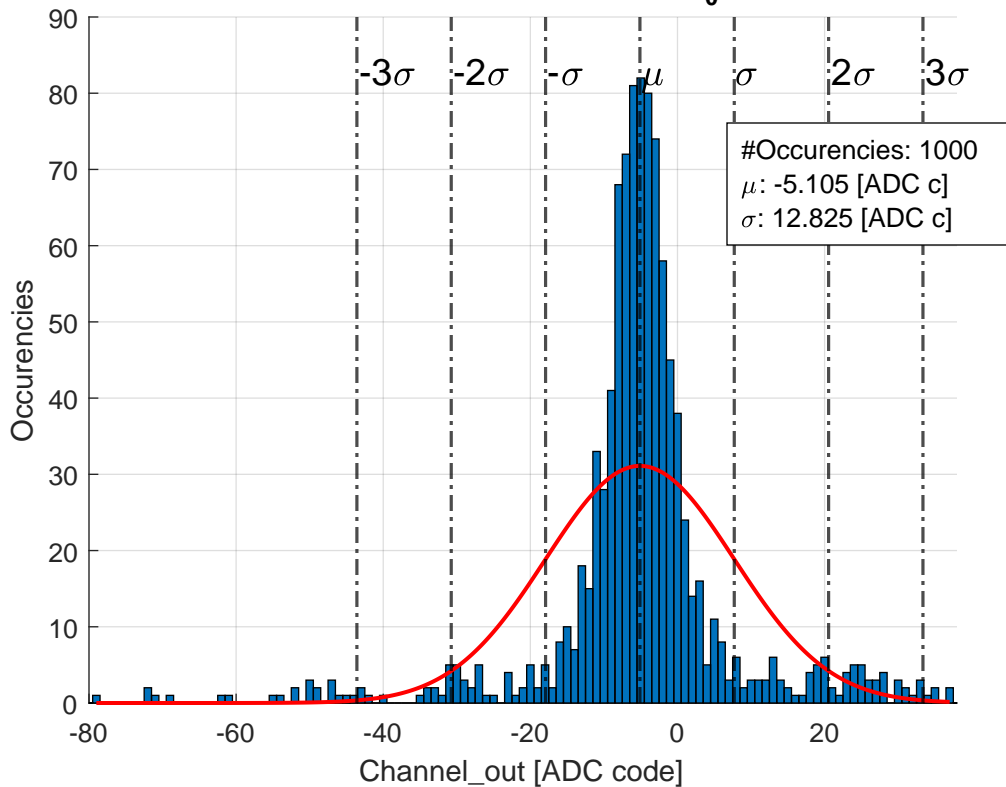 90
80
70
60
50
40
30
20
10
0
-80
-60
-40
-20
0
20
Occurencies
Channel_out [ADC code]
-3σ
-2σ
-σ
μ
σ
2σ
3σ
#Occurencies: 1000
μ: -5.105 [ADC c]
σ: 12.825 [ADC c]